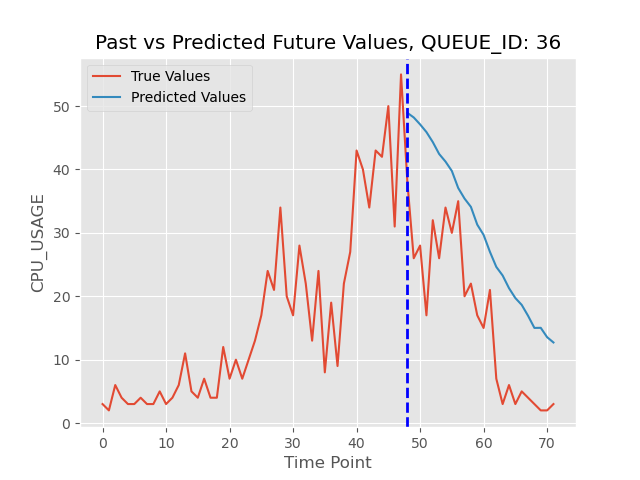 Past vs Predicted Future Values, QUEUE_ID: 36
True Values
Predicted Values
CPU_USAGE
50
40
30
20
10
0
0 10 20 30 40 50 60 70
Time Point